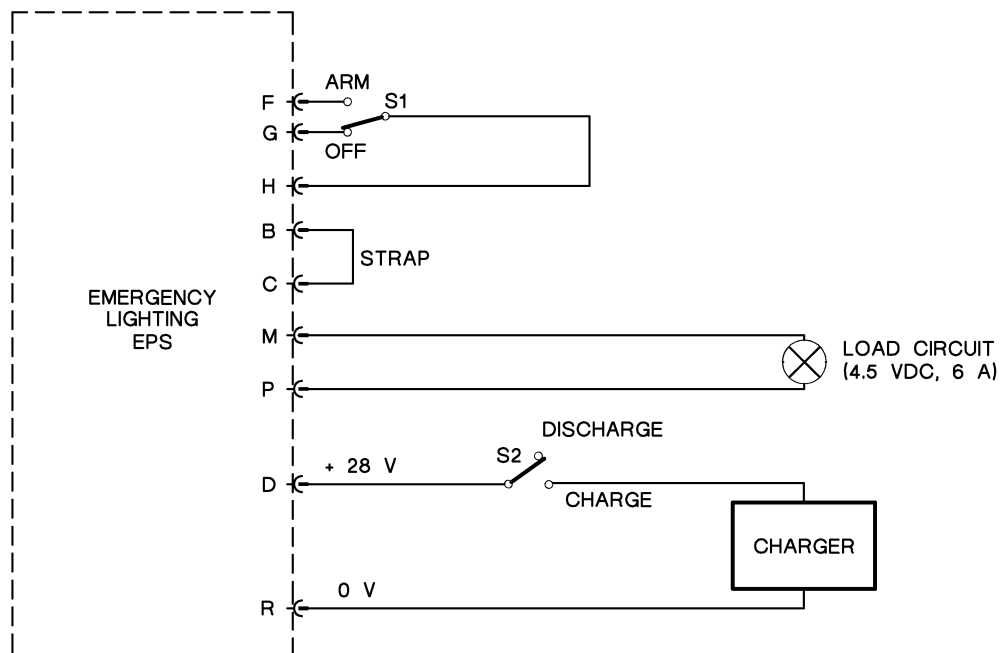 ARM
F
S1
G
OFF
H
B
STRAP
C
EMERGENCY
LIGHTING
EPS
M
LOAD CIRCUIT
(4.5 VDC, 6 A)
P
DISCHARGE
S2
+ 28 V
D
CHARGE
CHARGER
0 V
R